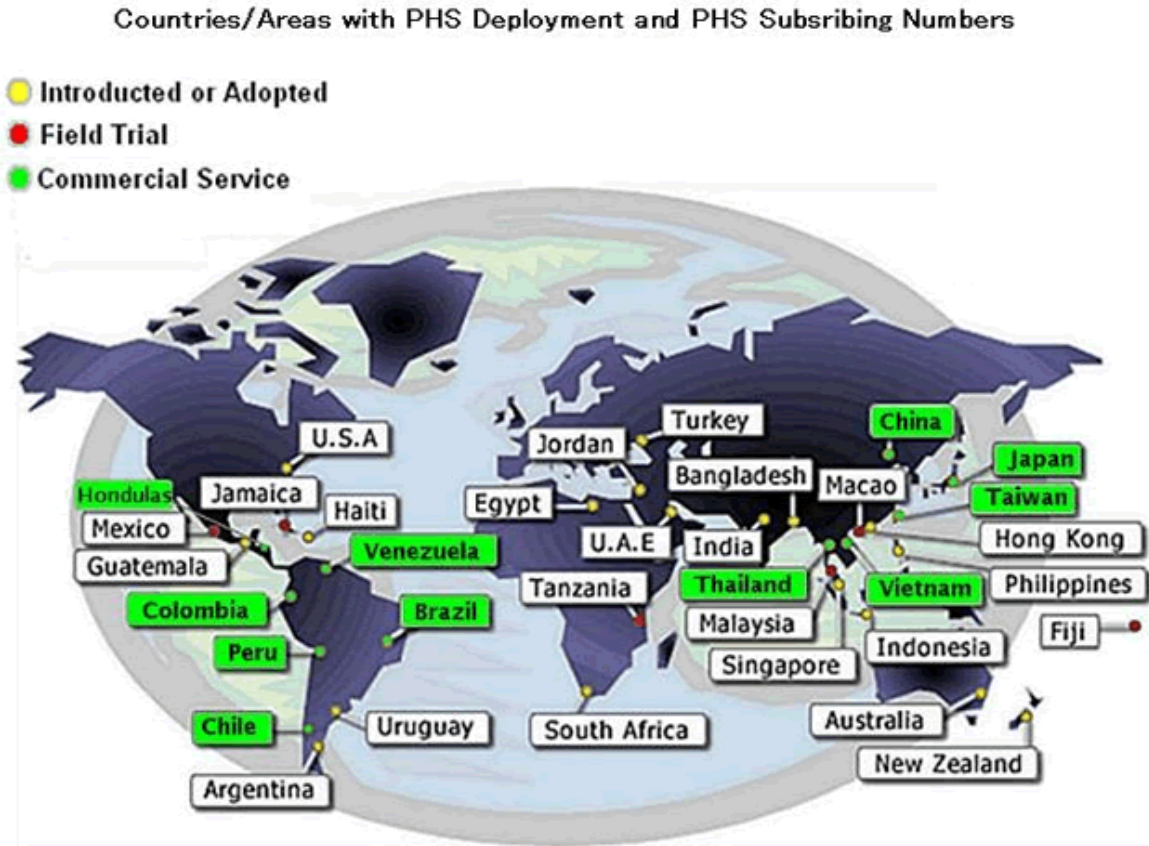 Countries/Areas with PHS Deployment and PHS Subsribing Numbers
Introducted or Adopted
Field Trial
Commercial Service
U.S.A
Turkey
China
Jordan
Japan
Bangladesh
Macao
Hondulas
Jamaica
Haiti
Egypt
Taiwan
Mexico
U.A.E
India
Hong Kong
Guatemala
Venezuela
Tanzania
Thailand
Vietnam
Philippines
Colombia
Brazil
Malaysia
Fiji
Peru
Singapore
Indonesia
Chile
Uruguay
South Africa
Australia
New Zealand
Argentina